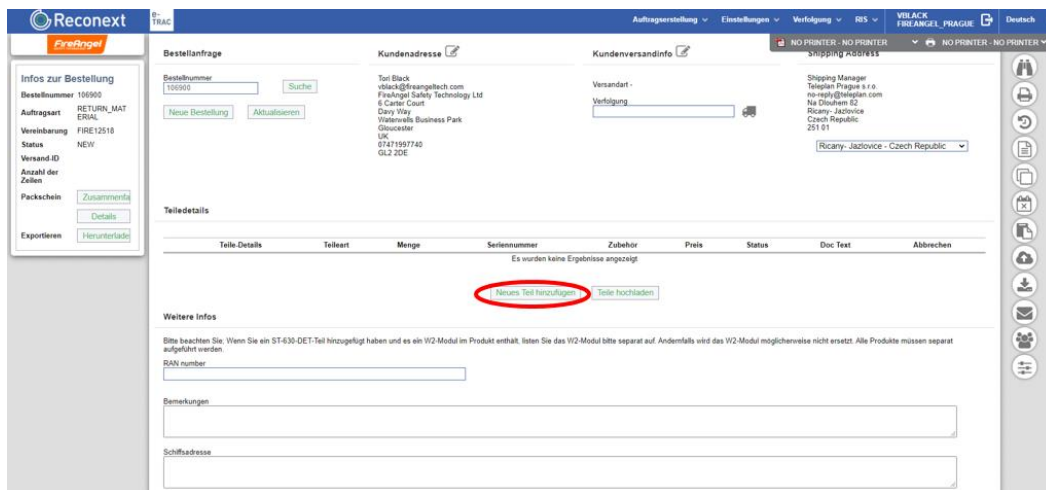 Reconext
e-TRAC
Auftragserstellung
Einstellungen
Verfolgung
RIS
VBLACK
FIREANGEL_PRAGUE
Deutsch
FireAngel
NO PRINTER - NO PRINTER
NO PRINTER - NO PRINTER
Infos zur Bestellung
Bestellnummer 106900
Auftragsart RETURN_MAT
ERIAL
Vereinbarung FIRE12518
Status NEW
Versand-ID
Anzahl der
Zeilen
Packschein Zusammenfa
Details
Exportieren Herunterlade
Bestellanfrage
Bestellnummer
106900
Suche
Neue Bestellung Aktualisieren
Kundenadresse
Tori Black
vblack@fireangeltech.com
FireAngel Safety Technology Ltd
6 Carter Court
Davy Way
Waterwells Business Park
Gloucester
UK
07471997740
GL2 2DE
Kundenversandinfo
Versandart -
Verfolgung
Shipping Address
Shipping Manager
Teleplan Prague s.r.o.
no-reply@teleplan.com
Na Dlouhem 82
Ricany- Jazlovice
Czech Republic
251 01
Ricany- Jazlovice - Czech Republic
Teiledetails
Teile-Details Teileart Menge Seriennummer Zubehör Preis Status Doc Text Abbrechen
Es wurden keine Ergebnisse angezeigt
Neues Teil hinzufügen Teile hochladen
Weitere Infos
Bitte beachten Sie; Wenn Sie ein ST-630-DET-Teil hinzugefügt haben und es ein W2-Modul im Produkt enthält, listen Sie das W2-Modul bitte separat auf. Andernfalls wird das W2-Modul möglicherweise nicht ersetzt. Alle Produkte müssen separat
aufgeführt werden.
RAN number
Bemerkungen
Schiffsadresse